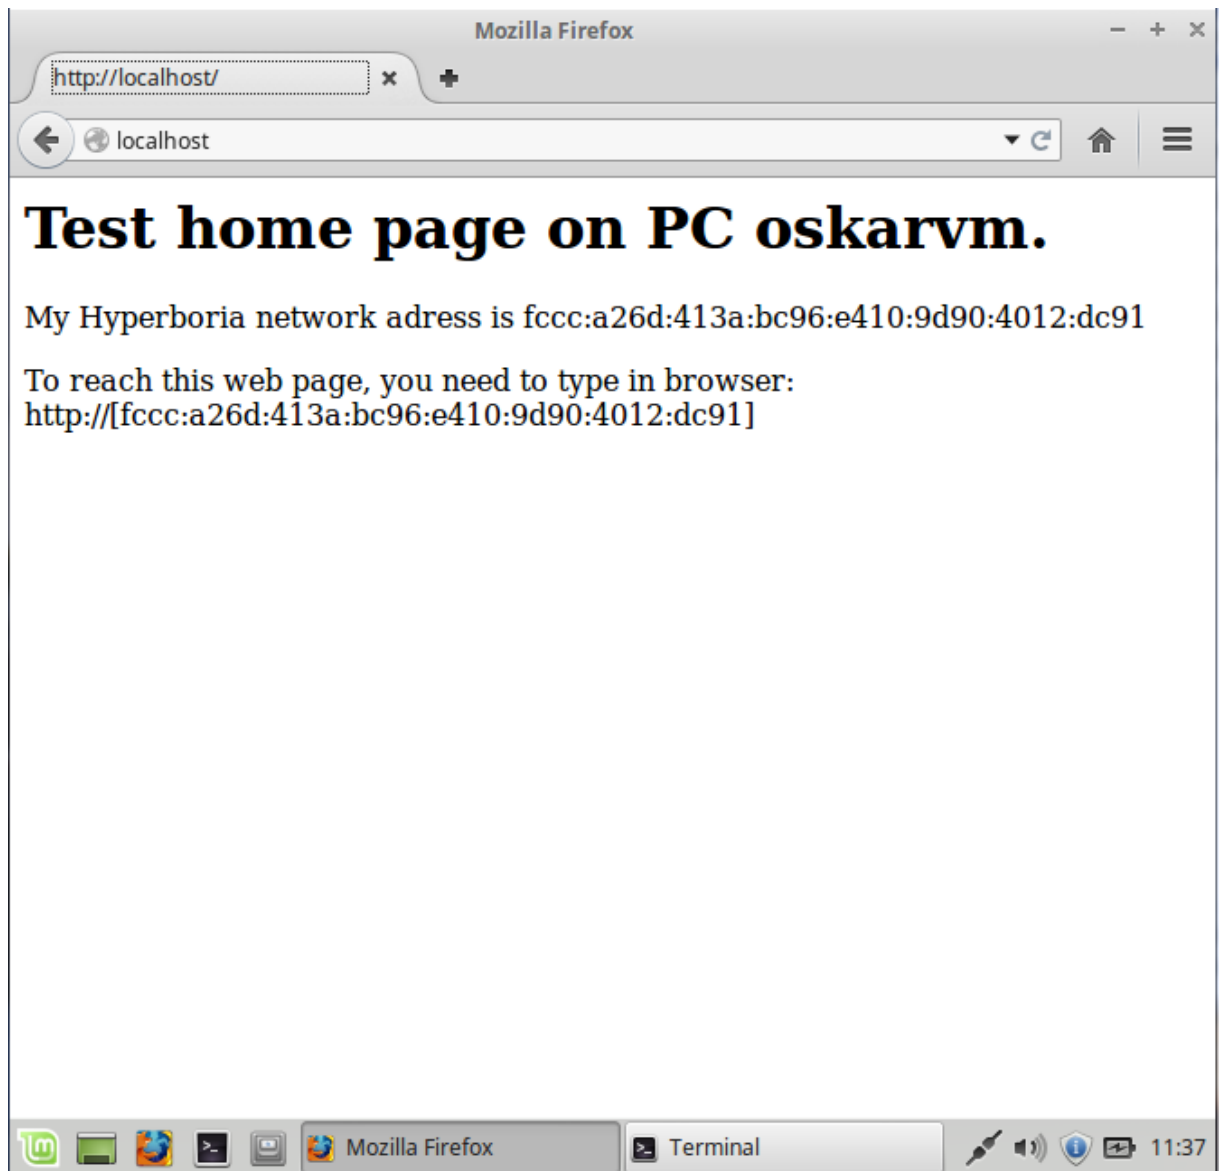 Mozilla Firefox
http://localhost/
localhost
Test home page on PC oskarvm.
My Hyperboria network adress is fccc:a26d:413a:bc96:e410:9d90:4012:dc91
To reach this web page, you need to type in browser:
http://[fccc:a26d:413a:bc96:e410:9d90:4012:dc91]
Mozilla Firefox Terminal 11:37